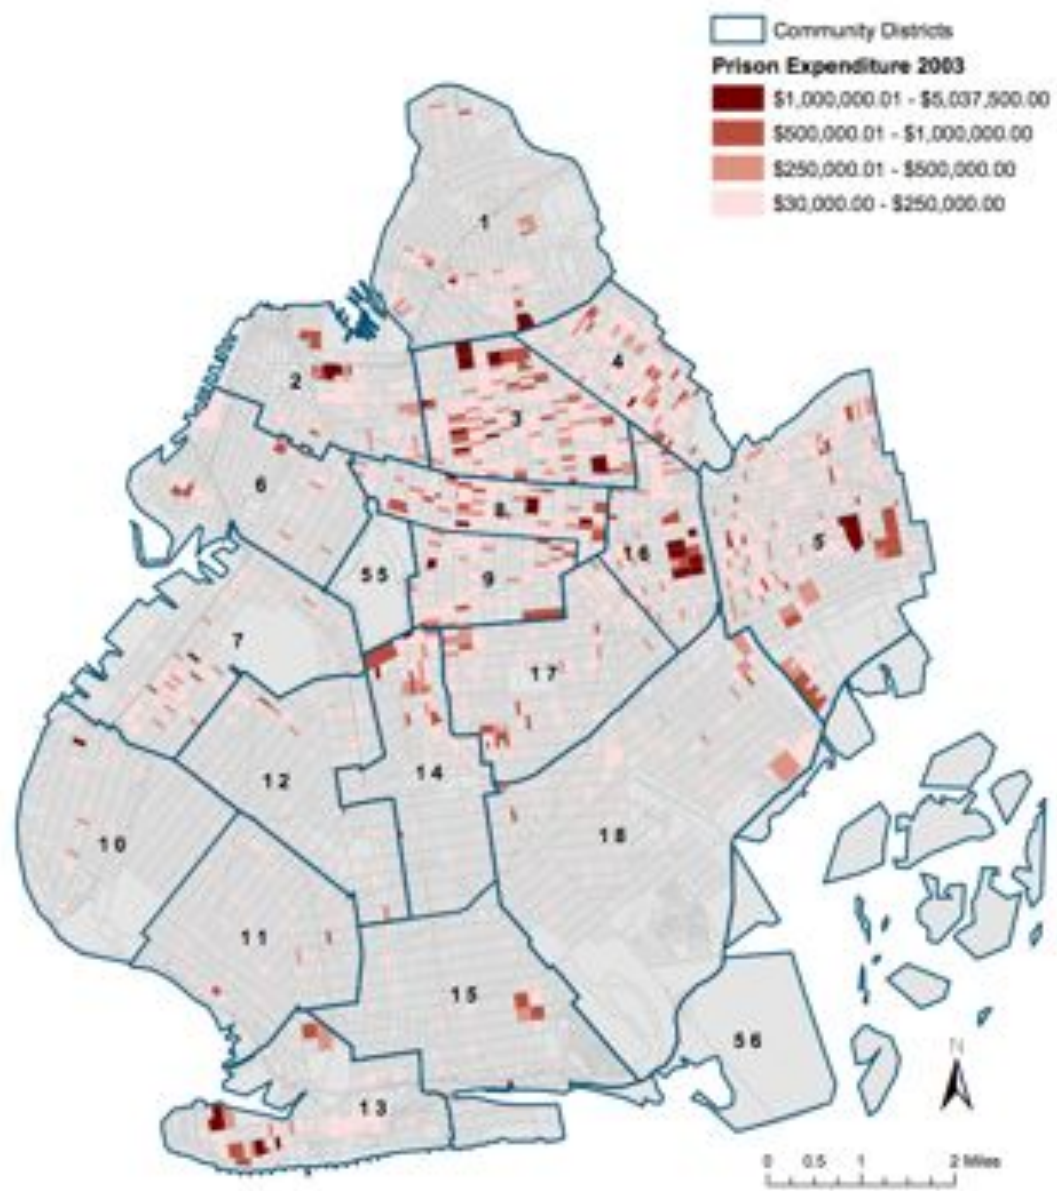 Community Districts
Prison Expenditure 2003
$1,000,000.01 - $5,037,500.00
$500,000.01 - $1,000,000.00
$250,000.01 - $500,000.00
$30,000.00 - $250,000.00
1
4
2
3
6
8
16
5
55
9
7
17
12
14
10
18
11
15
56
13
N
0 0.5 1 2 Miles